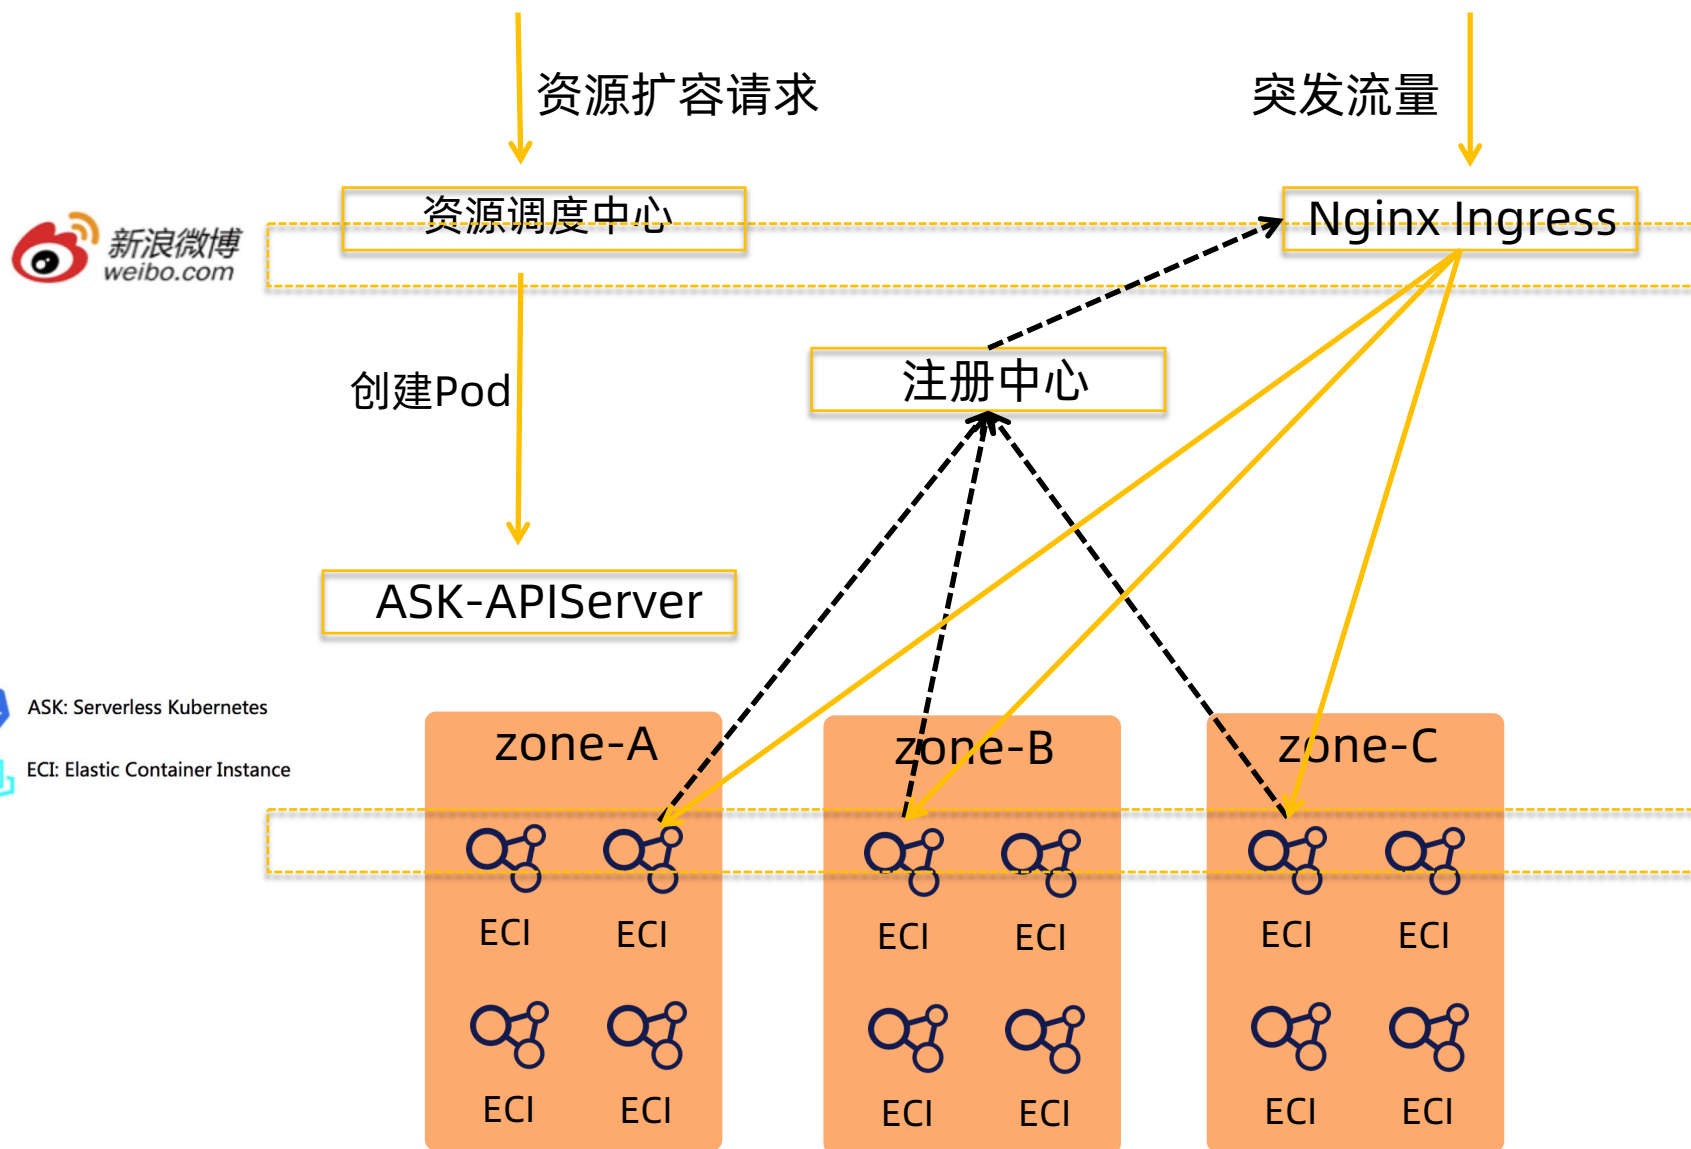 资源扩容请求
突发流量
资源调度中心
Nginx Ingress
新浪微博
weibo.com
注册中心
创建Pod
ASK-APIServer
ASK: Serverless Kubernetes
ECI: Elastic Container Instance
zone-A
zone-B
zone-C
ECI
ECI
ECI
ECI
ECI
ECI
ECI
ECI
ECI
ECI
ECI
ECI